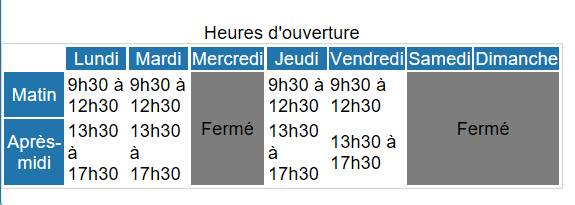 Heures d'ouverture
Lundi Mardi Mercredi Jeudi Vendredi Samedi Dimanche
Matin 9h30 à 12h30 9h30 à 12h30 Fermé 9h30 à 12h30 9h30 à 12h30 Fermé
Après-midi 13h30 à 17h30 13h30 à 17h30 13h30 à 17h30 13h30 à 17h30